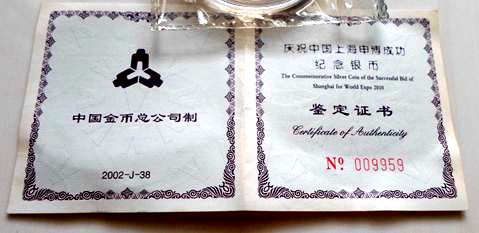 中国金币总公司制
2002-J-38
庆祝中国上海申博成功
纪念银币
The Commemorative Silver Coin of the Successful Bid of
Shanghai for World Expo 2010
鉴定证书
Certificate of Authenticity
Nº 009959